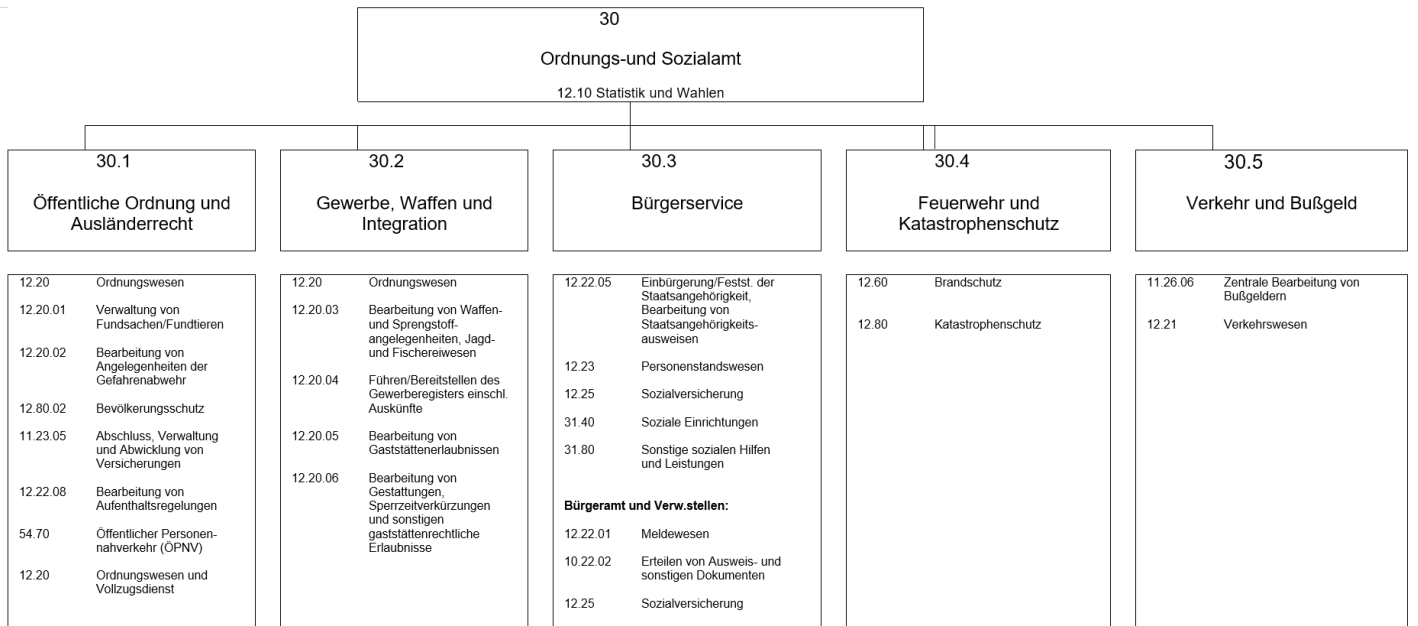 30
Ordnungs-und Sozialamt
12.10 Statistik und Wahlen
30.1
Öffentliche Ordnung und
Ausländerrecht
30.2
Gewerbe, Waffen und
Integration
30.3
Bürgerservice
30.4
Feuerwehr und
Katastrophenschutz
30.5
Verkehr und Bußgeld
12.20 Ordnungswesen
12.20.01 Verwaltung von
Fundsachen/Fundtieren
12.20.02 Bearbeitung von
Angelegenheiten der
Gefahrenabwehr
12.80.02 Bevölkerungsschutz
11.23.05 Abschluss, Verwaltung
und Abwicklung von
Versicherungen
12.22.08 Bearbeitung von
Aufenthaltsregelungen
54.70 Öffentlicher Personen-
nahverkehr (ÖPNV)
12.20 Ordnungswesen und
Vollzugsdienst
12.20 Ordnungswesen
12.20.03 Bearbeitung von Waffen-
und Sprengstoff-
angelegenheiten, Jagd-
und Fischereiwesen
12.20.04 Führen/Bereitstellen des
Gewerberegisters einschl.
Auskünfte
12.20.05 Bearbeitung von
Gaststättenerlaubnissen
12.20.06 Bearbeitung von
Gestattungen,
Sperrzeitverkürzungen
und sonstigen
gaststättenrechtliche
Erlaubnisse
12.22.05 Einbürgerung/Festst. der
Staatsangehörigkeit,
Bearbeitung von
Staatsangehörigkeits-
ausweisen
12.23 Personenstandswesen
12.25 Sozialversicherung
31.40 Soziale Einrichtungen
31.80 Sonstige sozialen Hilfen
und Leistungen
Bürgeramt und Verw.stellen:
12.22.01 Meldewesen
10.22.02 Erteilen von Ausweis- und
sonstigen Dokumenten
12.25 Sozialversicherung
12.60 Brandschutz
12.80 Katastrophenschutz
11.26.06 Zentrale Bearbeitung von
Bußgeldern
12.21 Verkehrswesen